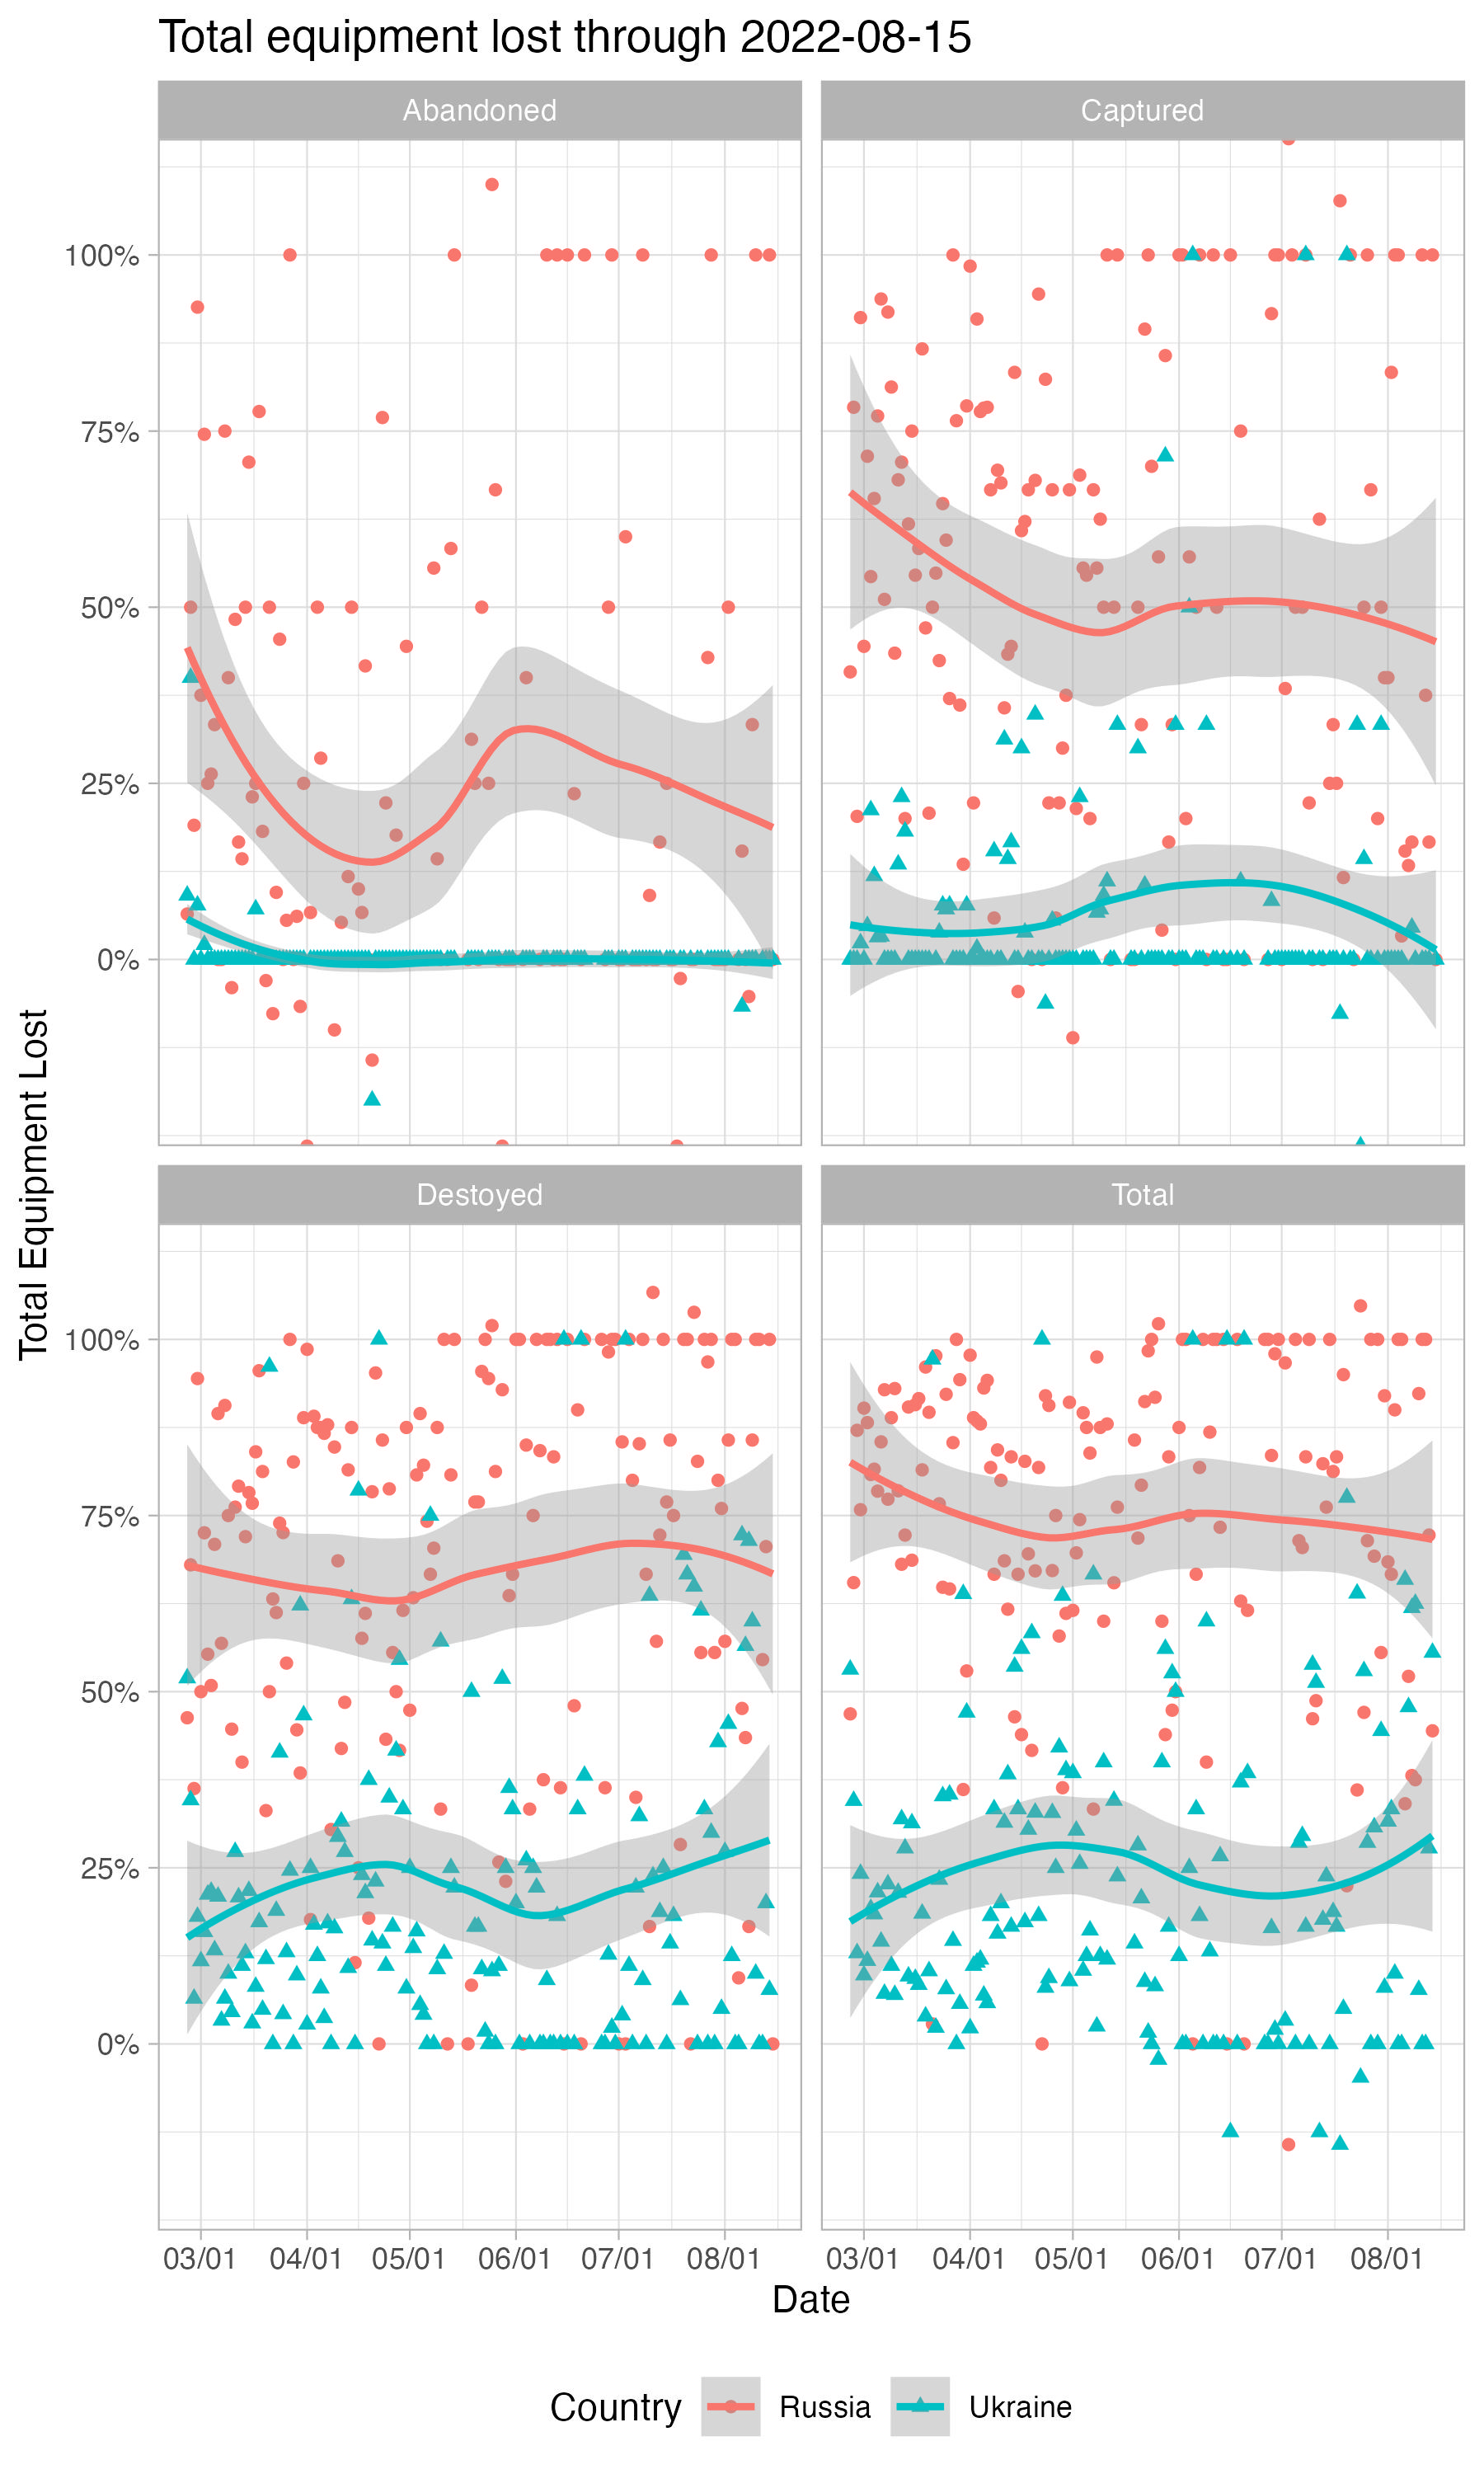 Total equipment lost through 2022-08-15
Abandoned
Captured
100%
75%
50%
25%
0%
Total Equipment Lost
Destoyed
Total
100%
75%
50%
25%
0%
03/01 04/01 05/01 06/01 07/01 08/01
03/01 04/01 05/01 06/01 07/01 08/01
Date
Country Russia Ukraine